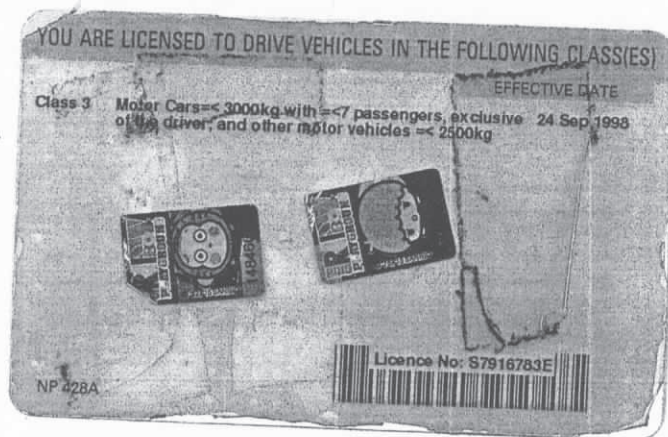 YOU ARE LICENSED TO DRIVE VEHICLES IN THE FOLLOWING CLASS(ES)
EFFECTIVE DATE
Class 3 Motor Cars=< 3000kg with =<7 passengers, exclusive 24 Sep 1998
of the driver; and other motor vehicles =< 2500kg
PLAYGROUND
PLAYGROUND
Licence No: S7916783E
NP 428A